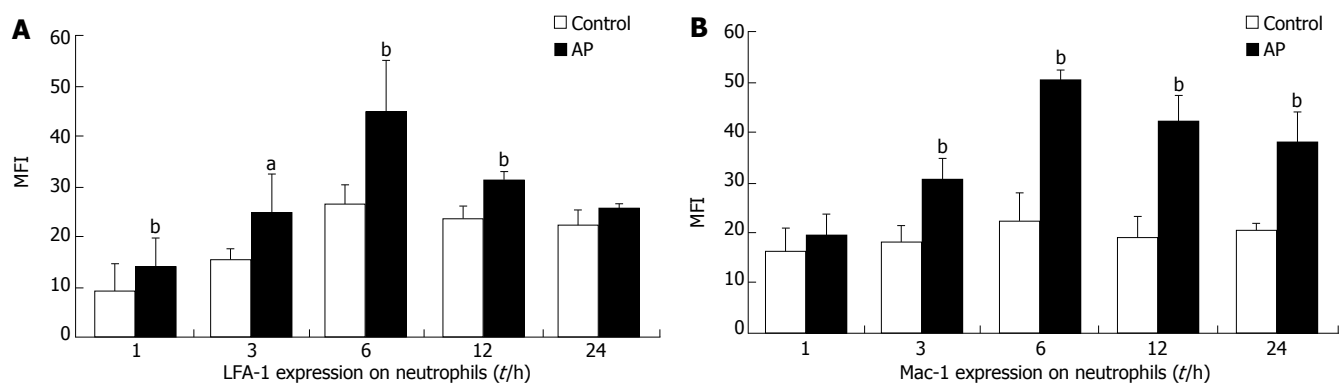 A
Control
AP
60
50
40
30
20
10
0
MFI
b
a
b
b
1 3 6 12 24
LFA-1 expression on neutrophils (t/h)
B
Control
AP
60
50
40
30
20
10
0
MFI
b
b
b
b
1 3 6 12 24
Mac-1 expression on neutrophils (t/h)